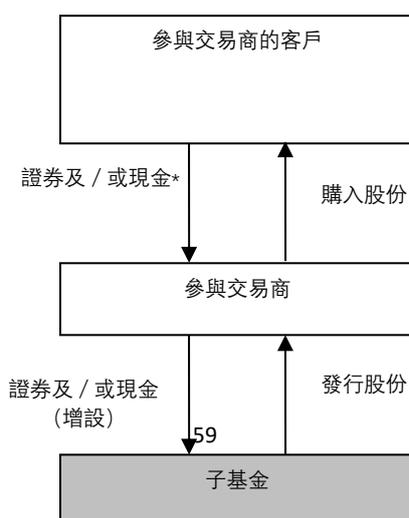 參與交易商的客戶
證券及 / 或現金*
購入股份
參與交易商
證券及 / 或現金
(增設)
發行股份
59
子基金